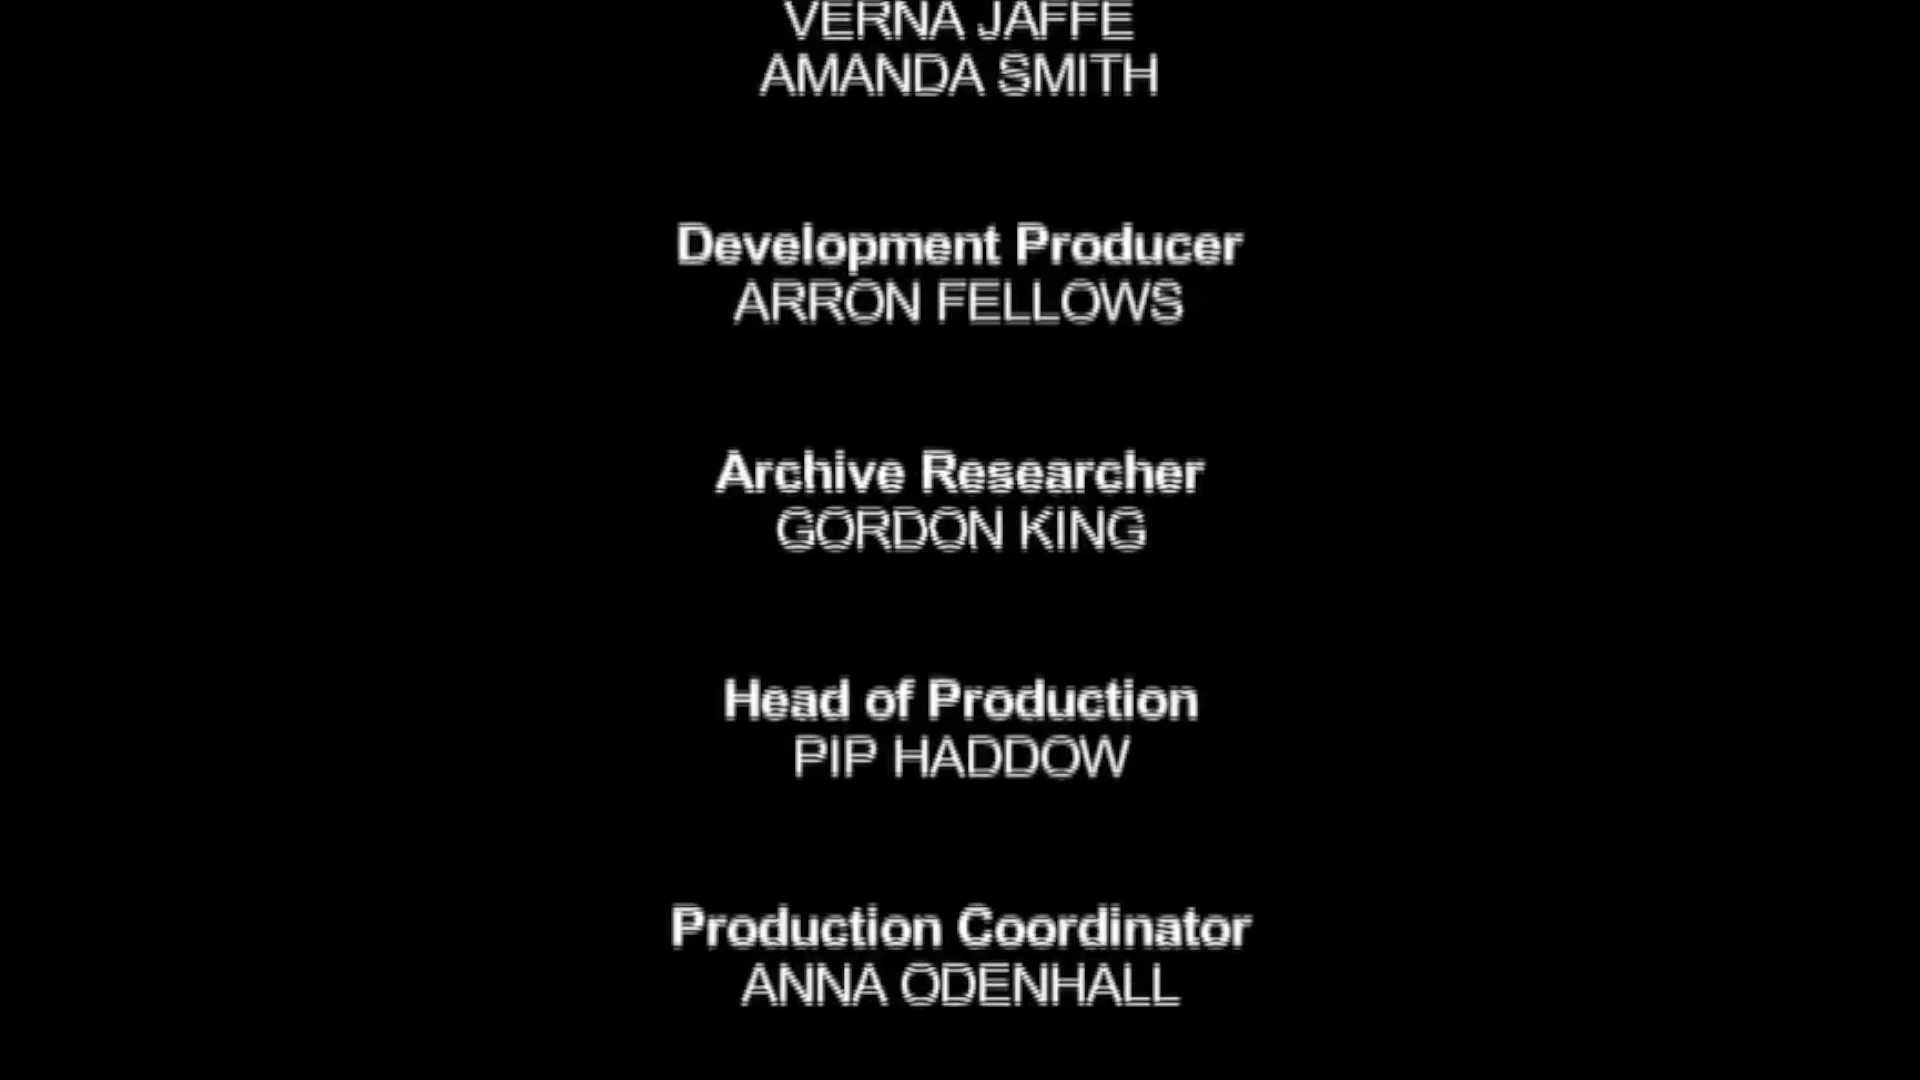 VERNA JAFFE
AMANDA SMITH
Development Producer
ARRON FELLOWS
Archive Researcher
GORDON KING
Head of Production
PIP HADDOW
Production Coordinator
ANNA ODENHALL